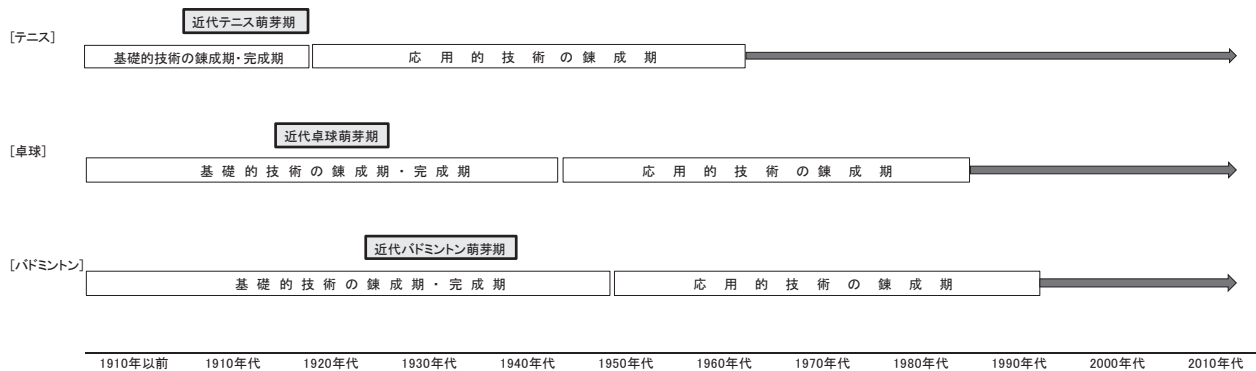 近代テニス萌芽期
[テニス]
基礎的技術の錬成期・完成期 応用的技術の錬成期
近代卓球萌芽期
[卓球]
基礎的技術の錬成期・完成期 応用的技術の錬成期
近代バドミントン萌芽期
[バドミントン]
基礎的技術の錬成期・完成期 応用的技術の錬成期
1910年以前 1910年代 1920年代 1930年代 1940年代 1950年代 1960年代 1970年代 1980年代 1990年代 2000年代 2010年代